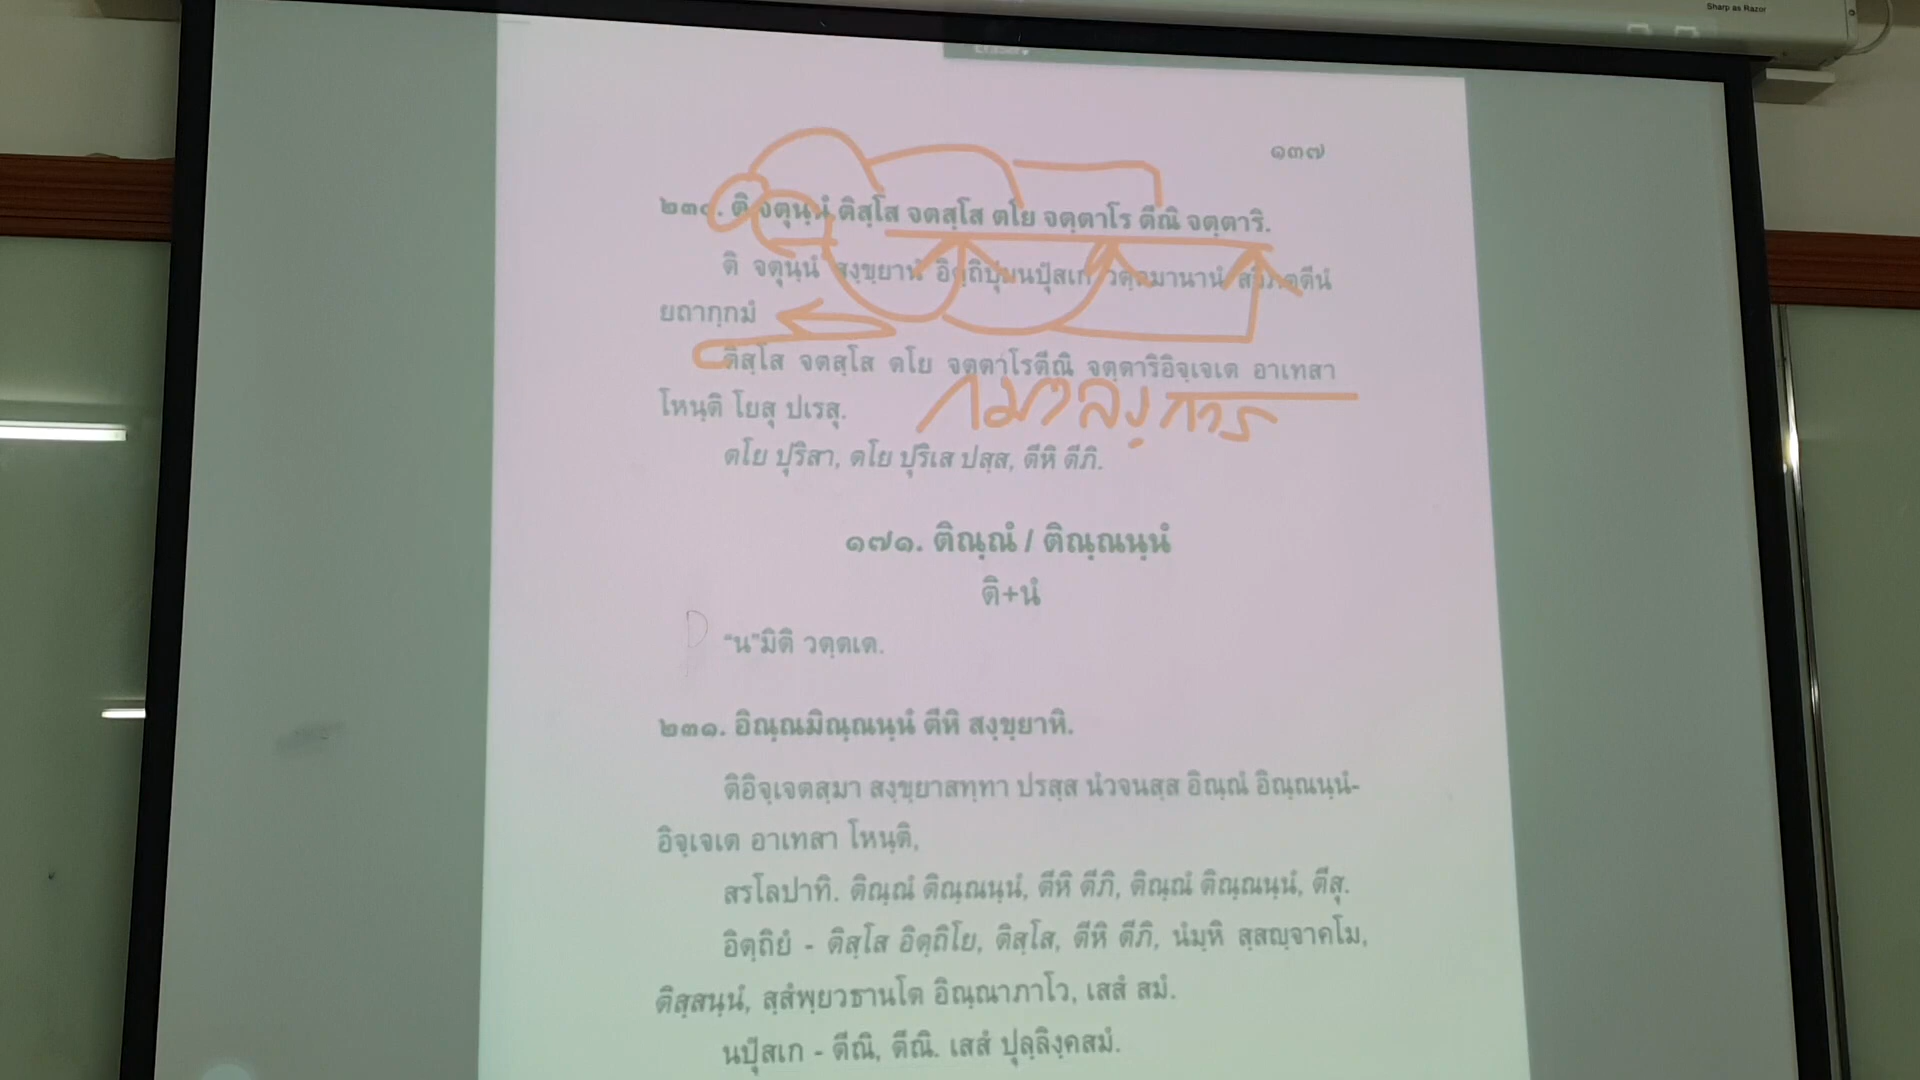 Sharp as Razor
๑๓๗
๒๓๐. ติ จตุนฺนํ ติสฺโส จตสฺโส ตโย จตฺตาโร ตีณิ จตฺตาริ.
ติ จตุนฺนํ สงฺขฺยานํ อิตฺถิปุมนปุํสเก วตฺตมานานํ สวิภตฺตีนํ
ยถากฺกมํ
ติสฺโส จตสฺโส ตโย จตฺตาโรตีณิ จตฺตาริอิจฺเจเต อาเทสา
โหนฺติ โยสุ ปเรสุ.
กมาลงฺการ
ตโย ปุริสา, ตโย ปุริเส ปสฺส, ตีหิ ตีภิ.
๑๗๑. ติณฺณํ / ติณฺณนฺนํ
ติ+นํ
“น”มิติ วตฺตเต.
๒๓๑. อิณฺณมิณฺณนฺนํ ตีหิ สงฺขฺยาหิ.
ติอิจฺเจตสฺมา สงฺขฺยาสทฺทา ปรสฺส นํวจนสฺส อิณฺณํ อิณฺณนฺนํ-
อิจฺเจเต อาเทสา โหนฺติ,
สรโลปาทิ. ติณฺณํ ติณฺณนฺนํ, ตีหิ ตีภิ, ติณฺณํ ติณฺณนฺนํ, ตีสุ.
อิตฺถิยํ - ติสฺโส อิตฺถิโย, ติสฺโส, ตีหิ ตีภิ, นํมฺหิ สฺสญฺจาคโม,
ติสฺสนฺนํ, สฺสํพฺยวธานโต อิณฺณาภาโว, เสสํ สมํ.
นปุํสเก - ตีณิ, ตีณิ. เสสํ ปุลฺลิงฺคสมํ.